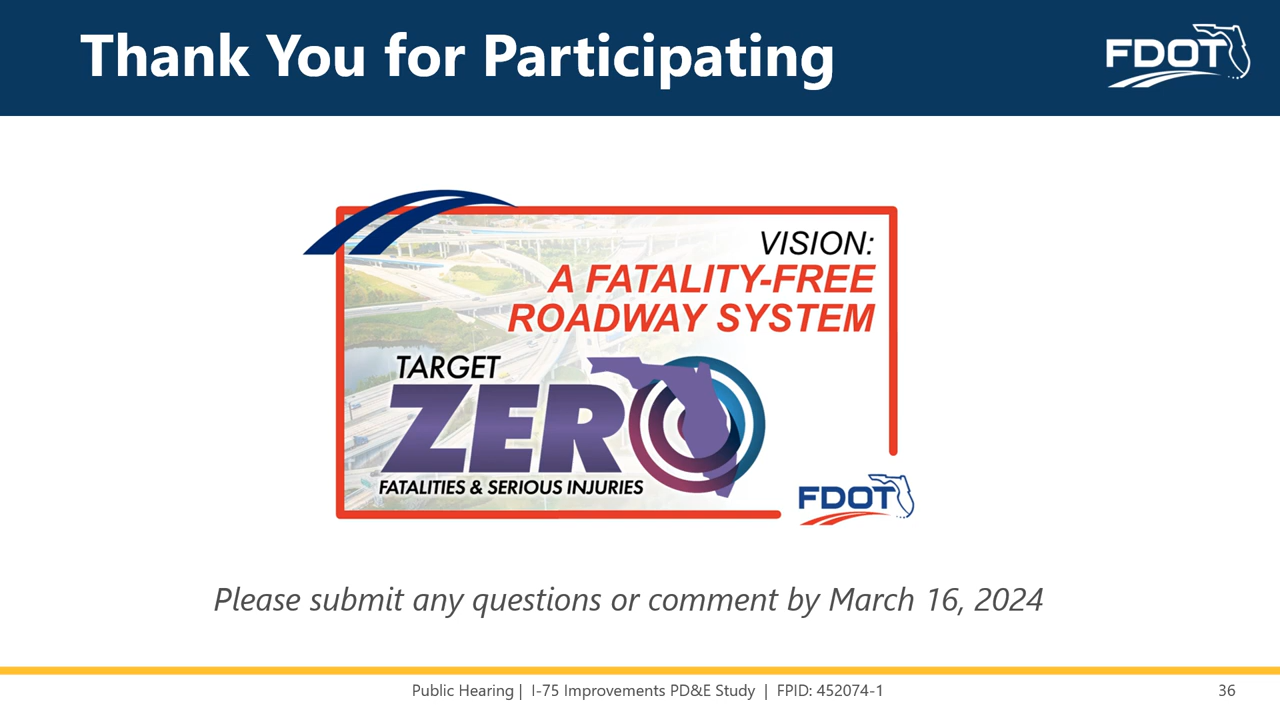 Thank You for Participating
FDOT
VISION:
A FATALITY-FREE
ROADWAY SYSTEM
TARGET
ZERO
FATALITIES & SERIOUS INJURIES
FDOT
Please submit any questions or comment by March 16, 2024
Public Hearing | I-75 Improvements PD&E Study | FPID: 452074-1
36